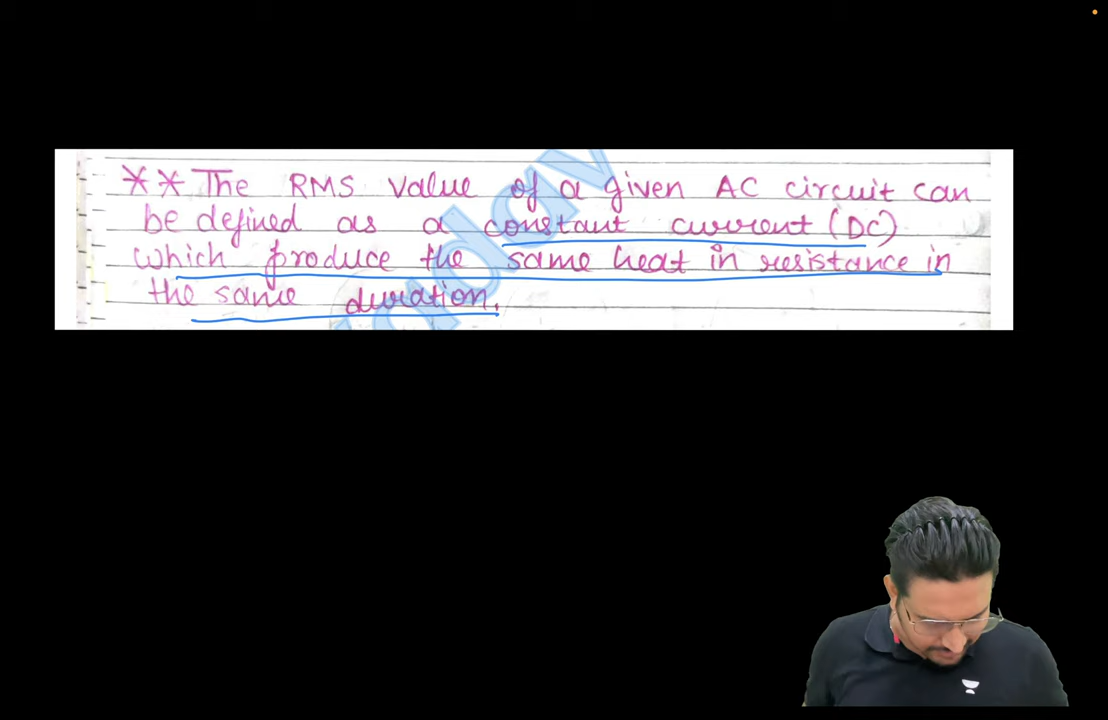 ** The RMS value of a given AC circuit can
be defined as a constant current (DC)
which produce the same heat in resistance in
the same duration.